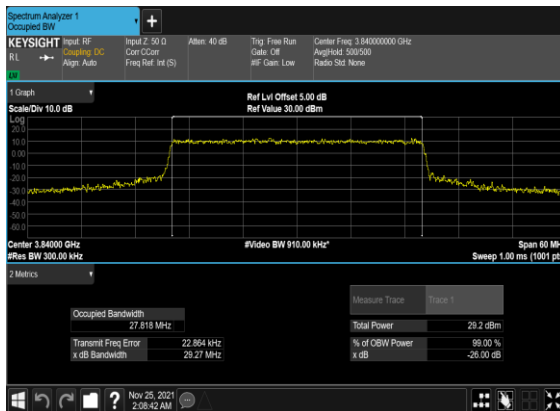 Spectrum Analyzer 1
Occupied BW
KEYSIGHT
RL
Input: RF
Coupling: DC
Align: Auto
Input Z: 50 Ω
Corr CCorr
Freq Ref: Int (S)
Atten: 40 dB
Trig: Free Run
Gate: Off
#IF Gain: Low
Center Freq: 3.840000000 GHz
Avg|Hold: 500/500
Radio Std: None
1 Graph
Scale/Div 10.0 dB
Ref Lvl Offset 5.00 dB
Ref Value 30.00 dBm
Log
20.0
10.0
0.00
-10.0
-20.0
-30.0
-40.0
-50.0
-60.0
Center 3.84000 GHz
#Video BW 910.00 kHz*
Span 60 MH
#Res BW 300.00 kHz
Sweep 1.00 ms (1001 pt
2 Metrics
Measure Trace
Trace 1
Occupied Bandwidth
27.818 MHz
Total Power
29.2 dBm
Transmit Freq Error
22.864 kHz
% of OBW Power
99.00 %
x dB Bandwidth
29.27 MHz
x dB
-26.00 dB
Nov 25, 2021
2:08:42 AM